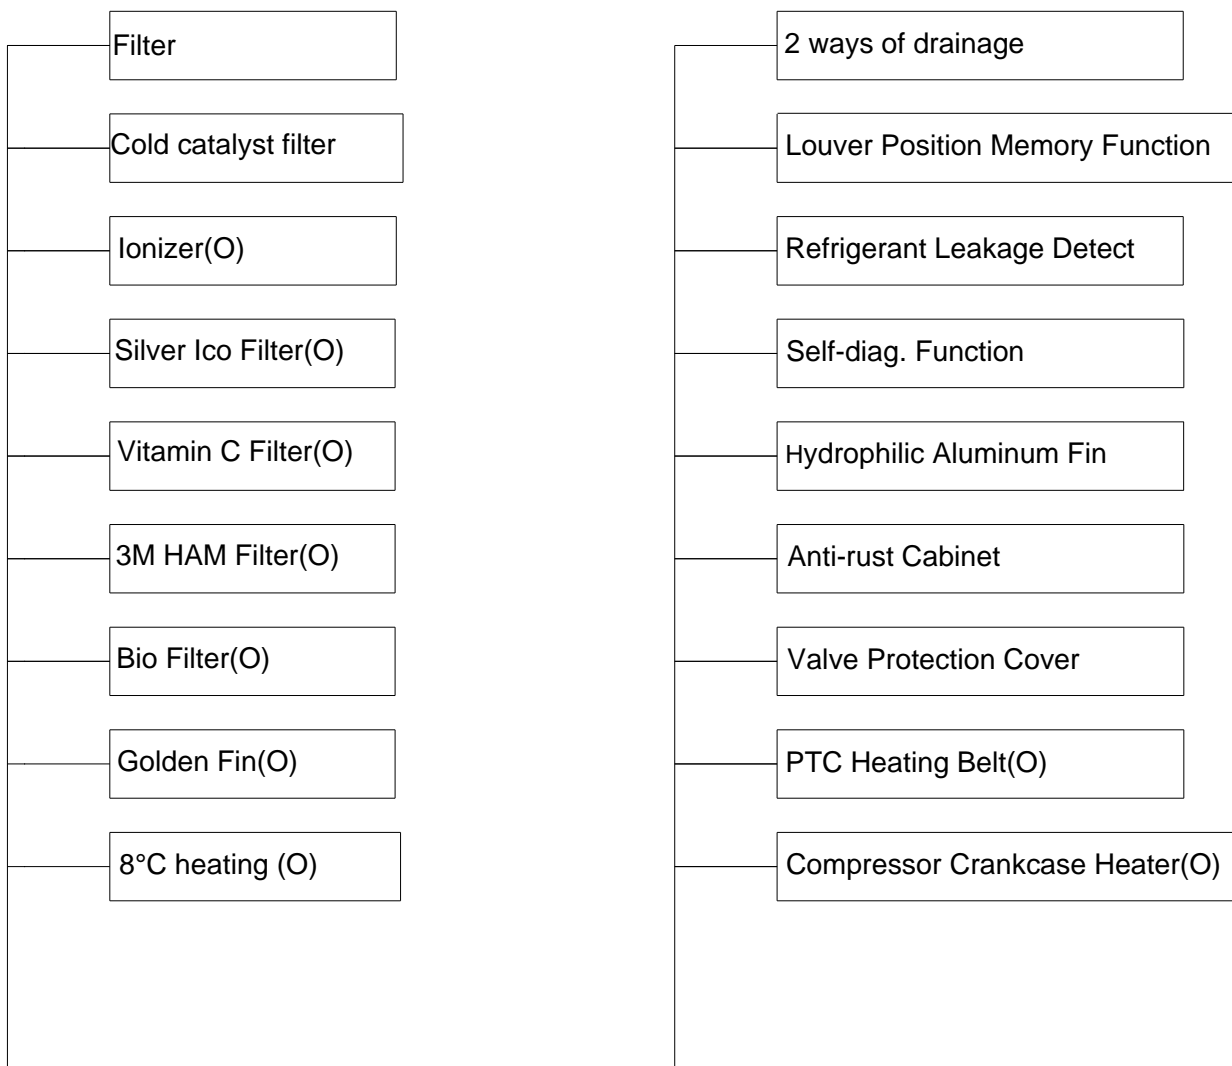 Filter
Cold catalyst filter
Ionizer(O)
Silver Ico Filter(O)
Vitamin C Filter(O)
3M HAM Filter(O)
Bio Filter(O)
Golden Fin(O)
8°C heating (O)
2 ways of drainage
Louver Position Memory Function
Refrigerant Leakage Detect
Self-diag. Function
Hydrophilic Aluminum Fin
Anti-rust Cabinet
Valve Protection Cover
PTC Heating Belt(O)
Compressor Crankcase Heater(O)